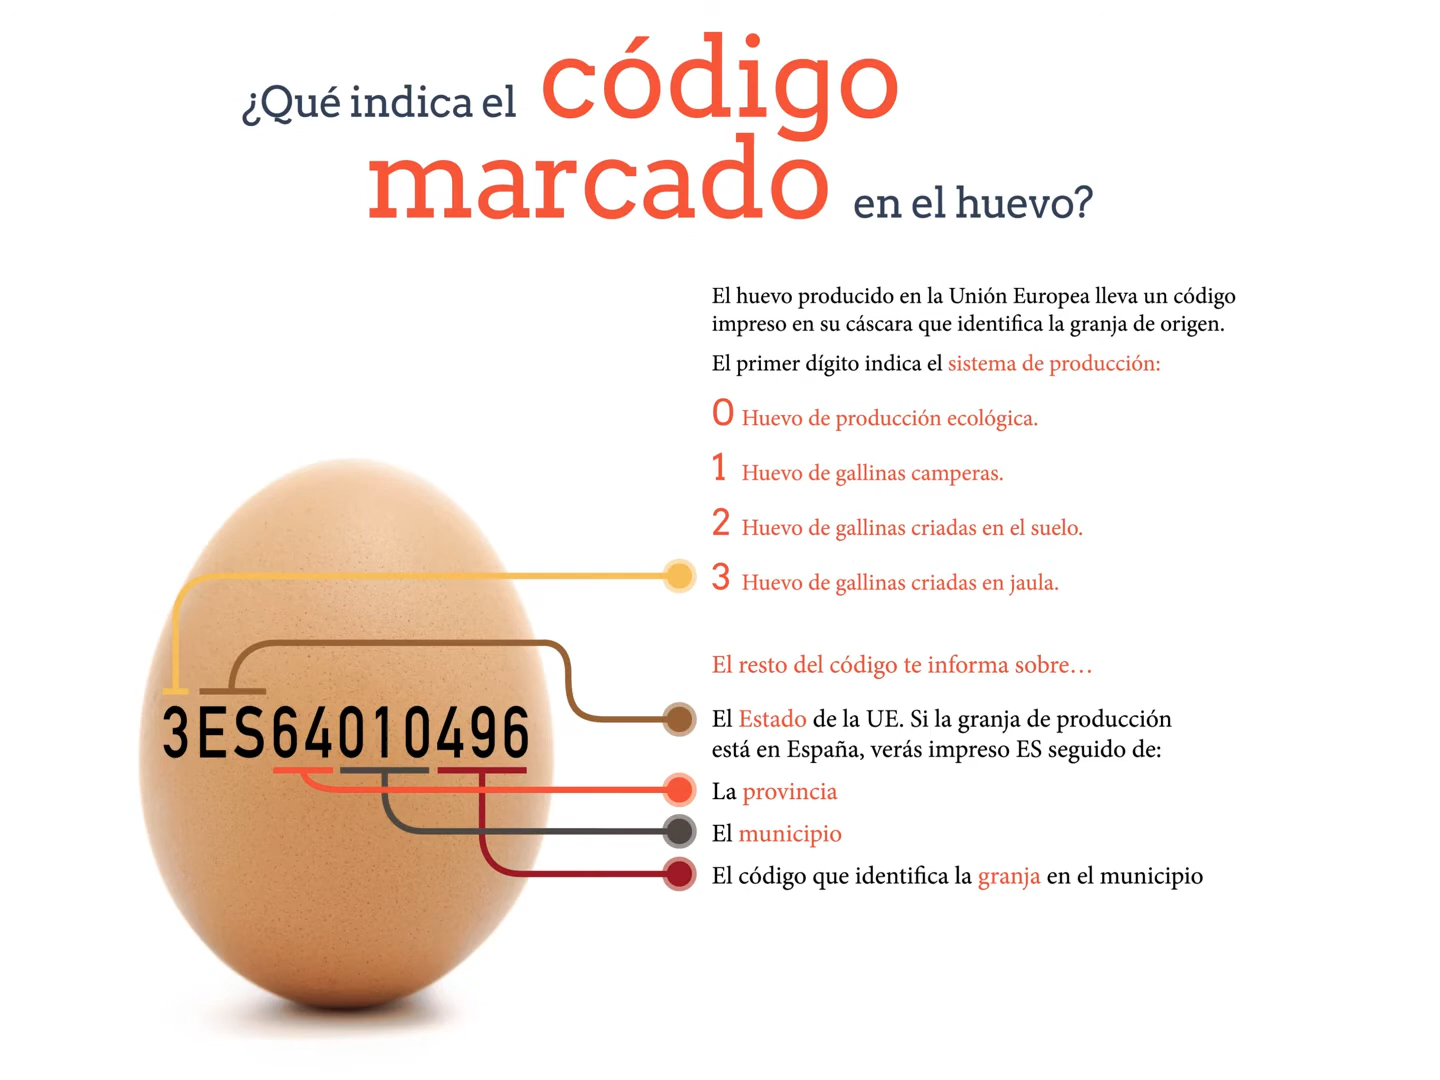 ¿Qué indica el código
marcado en el huevo?
El huevo producido en la Unión Europea lleva un código
impreso en su cáscara que identifica la granja de origen.
El primer dígito indica el sistema de producción:
0 Huevo de producción ecológica.
1 Huevo de gallinas camperas.
2 Huevo de gallinas criadas en el suelo.
3 Huevo de gallinas criadas en jaula.
El resto del código te informa sobre…
3ES64010496
El Estado de la UE. Si la granja de producción
está en España, verás impreso ES seguido de:
La provincia
El municipio
El código que identifica la granja en el municipio